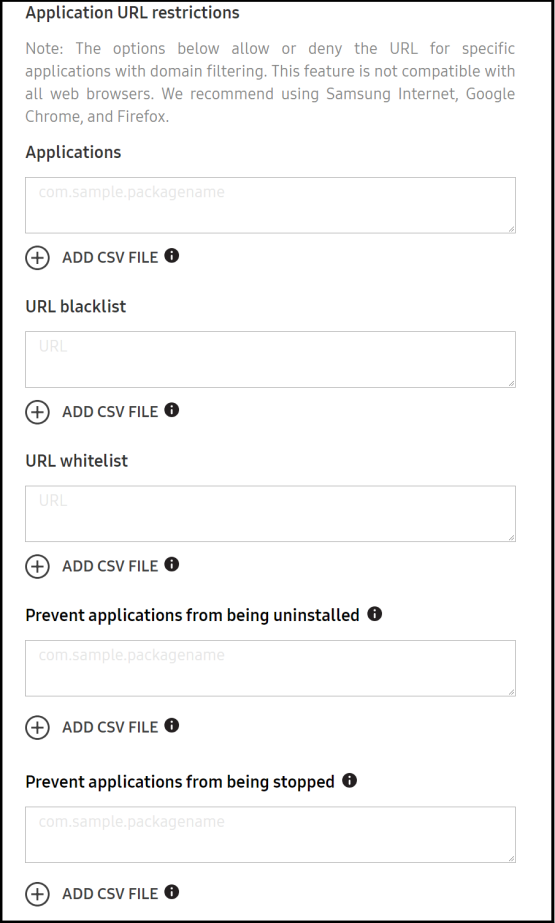 Application URL restrictions
Note: The options below allow or deny the URL for specific
applications with domain filtering. This feature is not compatible with
all web browsers. We recommend using Samsung Internet, Google
Chrome, and Firefox.
Applications
com.sample.packagename
ADD CSV FILE
URL blacklist
URL
ADD CSV FILE
URL whitelist
URL
ADD CSV FILE
Prevent applications from being uninstalled
com.sample.packagename
ADD CSV FILE
Prevent applications from being stopped
com.sample.packagename
ADD CSV FILE